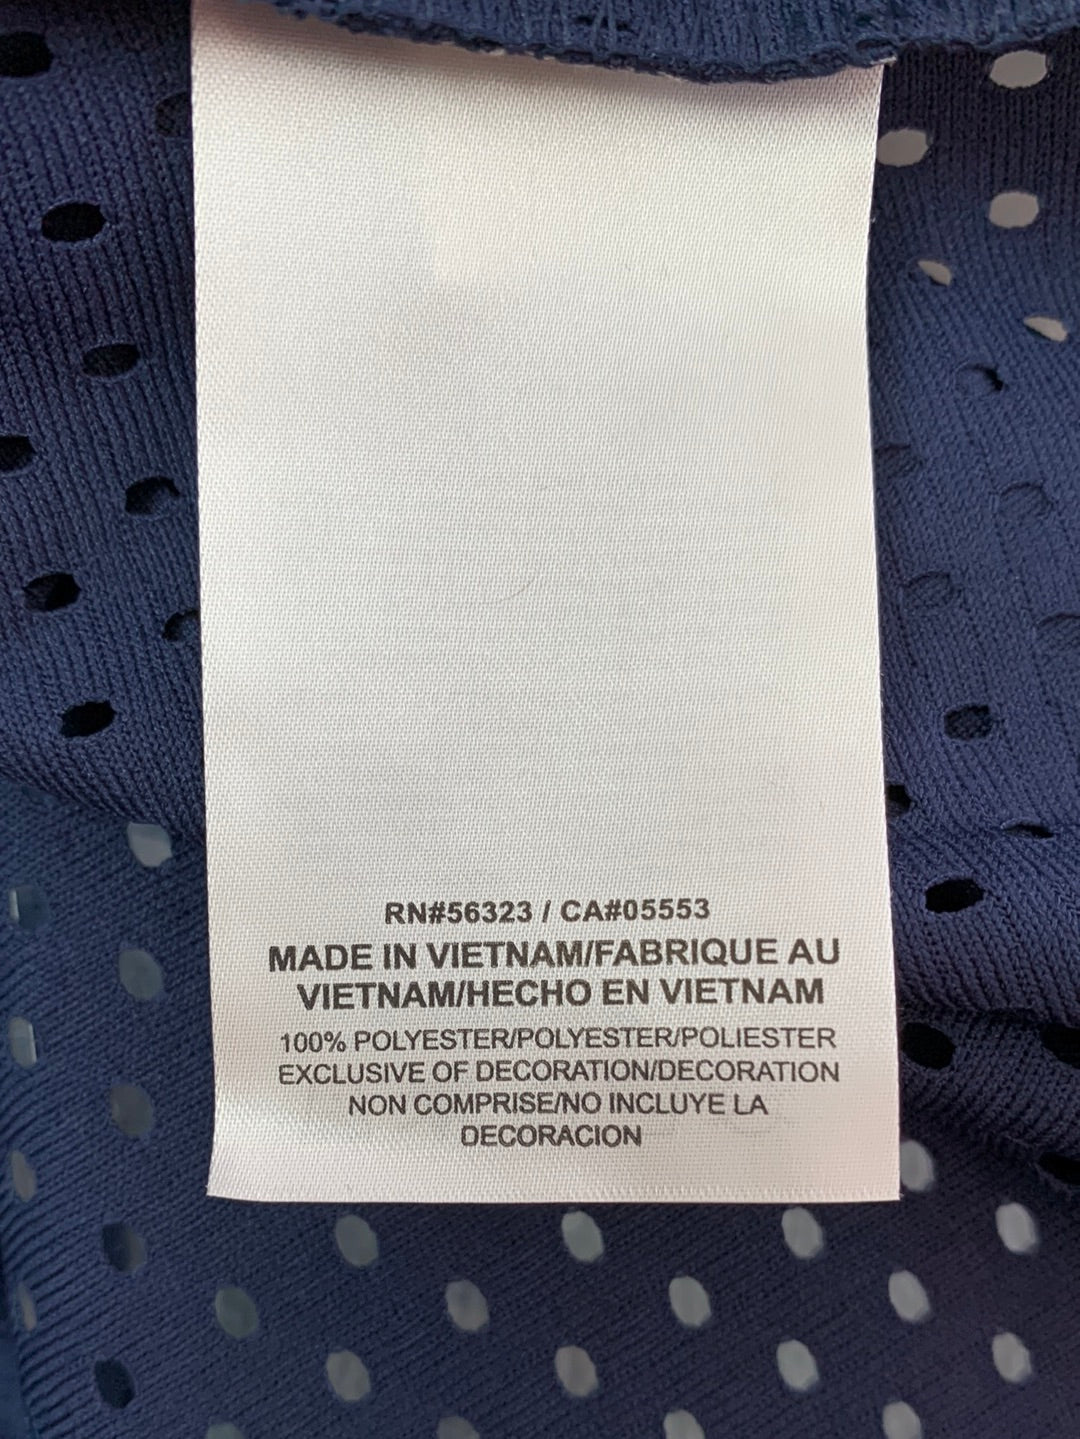 RN#56323 / CA#05553
MADE IN VIETNAM/FABRIQUE AU
VIETNAM/HECHO EN VIETNAM
100% POLYESTER/POLYESTER/POLIESTER
EXCLUSIVE OF DECORATION/DECORATION
NON COMPRISE/NO INCLUYE LA
DECORACION